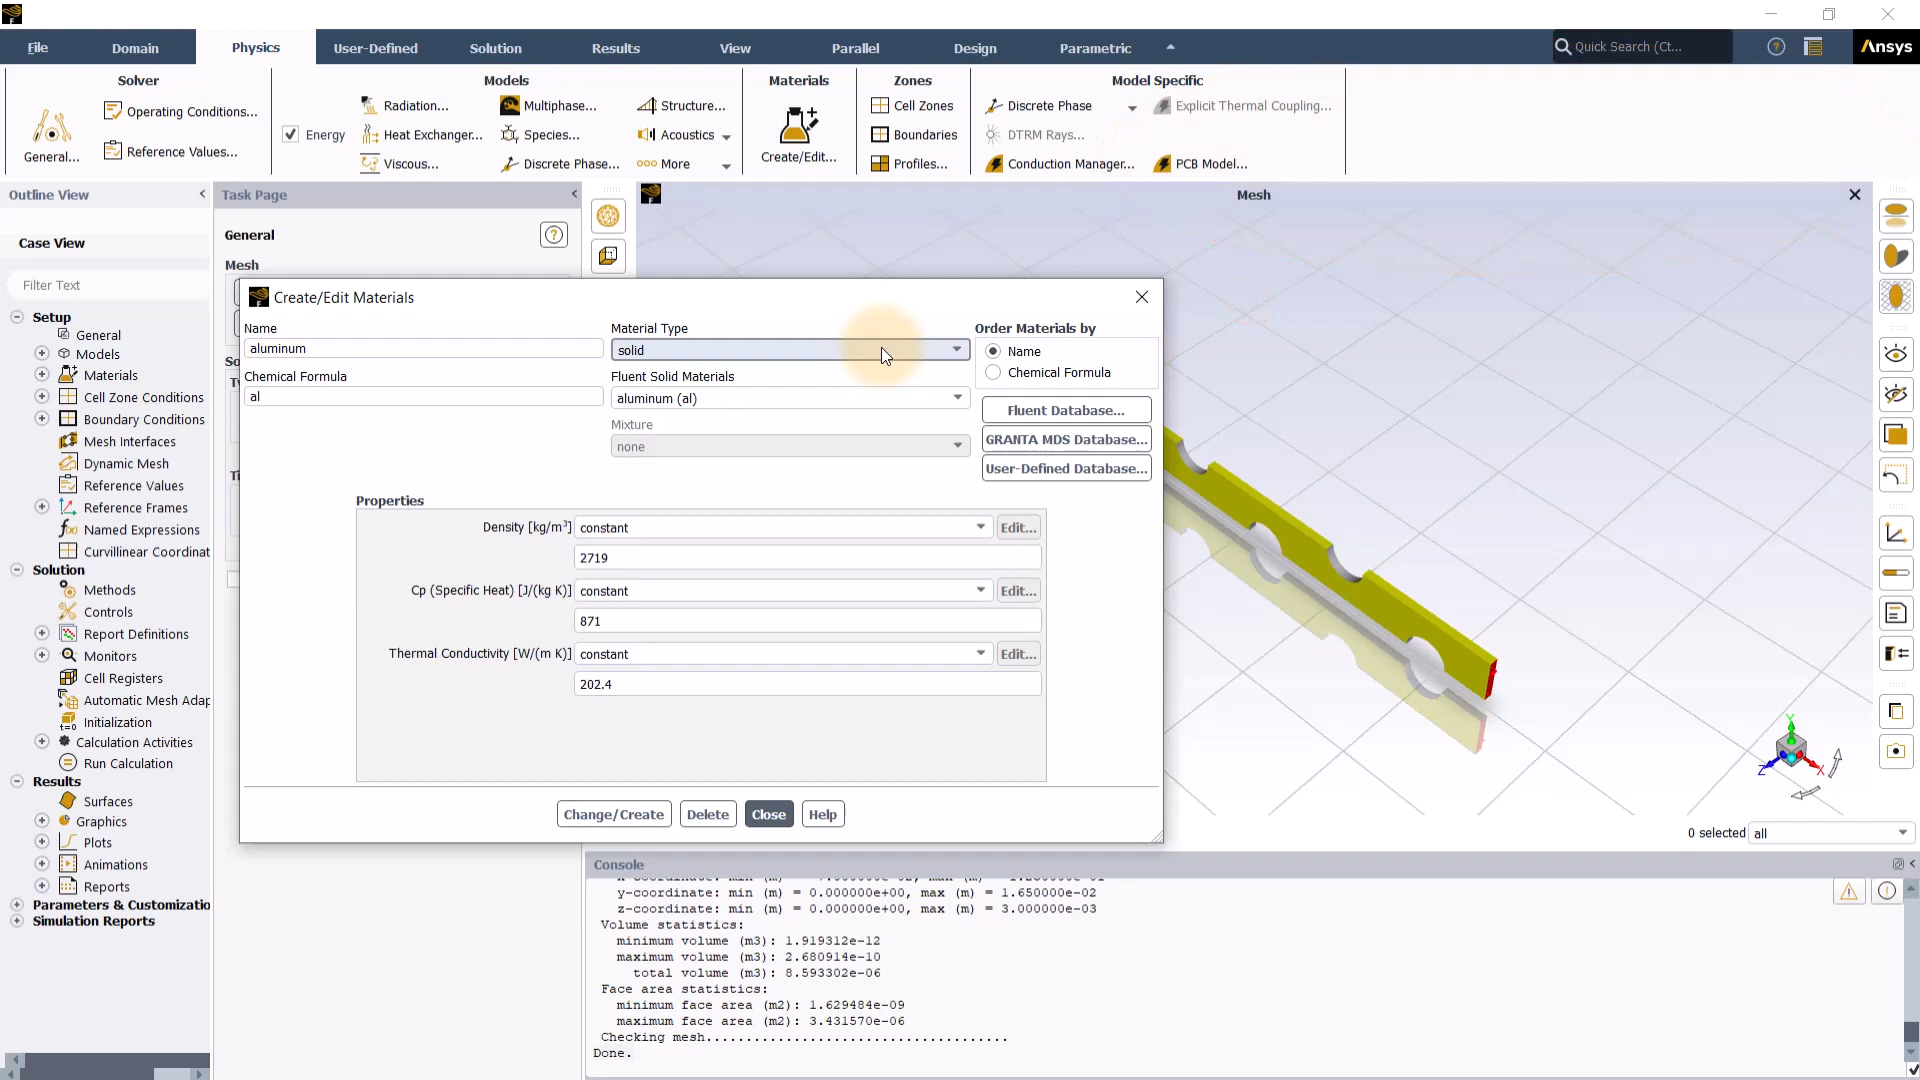 File
Domain
Physics
User-Defined
Solution
Results
View
Parallel
Design
Parametric
Quick Search (Ct...
Ansys
Solver
Models
Materials
Zones
Model Specific
General...
Operating Conditions...
Reference Values...
Energy
Radiation...
Heat Exchanger...
Viscous...
Multiphase...
Species...
Discrete Phase...
Structure...
Acoustics
More
Create/Edit...
Cell Zones
Boundaries
Profiles...
Discrete Phase
DTRM Rays...
Conduction Manager...
Explicit Thermal Coupling...
PCB Model...
Outline View
Task Page
Mesh
Case View
Filter Text
Setup
General
Models
Materials
Cell Zone Conditions
Boundary Conditions
Mesh Interfaces
Dynamic Mesh
Reference Values
Reference Frames
Named Expressions
Curvillinear Coordinat
Solution
Methods
Controls
Report Definitions
Monitors
Cell Registers
Automatic Mesh Adap
Initialization
Calculation Activities
Run Calculation
Results
Surfaces
Graphics
Plots
Animations
Reports
Parameters & Customizatio
Simulation Reports
General
Mesh
Create/Edit Materials
Name
aluminum
Chemical Formula
al
Material Type
solid
Fluent Solid Materials
aluminum (al)
Mixture
none
Order Materials by
Name
Chemical Formula
Fluent Database...
GRANTA MDS Database...
User-Defined Database...
Properties
Density [kg/m³] constant Edit...
2719
Cp (Specific Heat) [J/(kg K)] constant Edit...
871
Thermal Conductivity [W/(m K)] constant Edit...
202.4
Change/Create
Delete
Close
Help
Y
Z
X
0 selected all
Console
y-coordinate: min (m) = 0.000000e+00, max (m) = 1.650000e-02
z-coordinate: min (m) = 0.000000e+00, max (m) = 3.000000e-03
Volume statistics:
minimum volume (m3): 1.919312e-12
maximum volume (m3): 2.680914e-10
total volume (m3): 8.593302e-06
Face area statistics:
minimum face area (m2): 1.629484e-09
maximum face area (m2): 3.431570e-06
Checking mesh.....................................
Done.